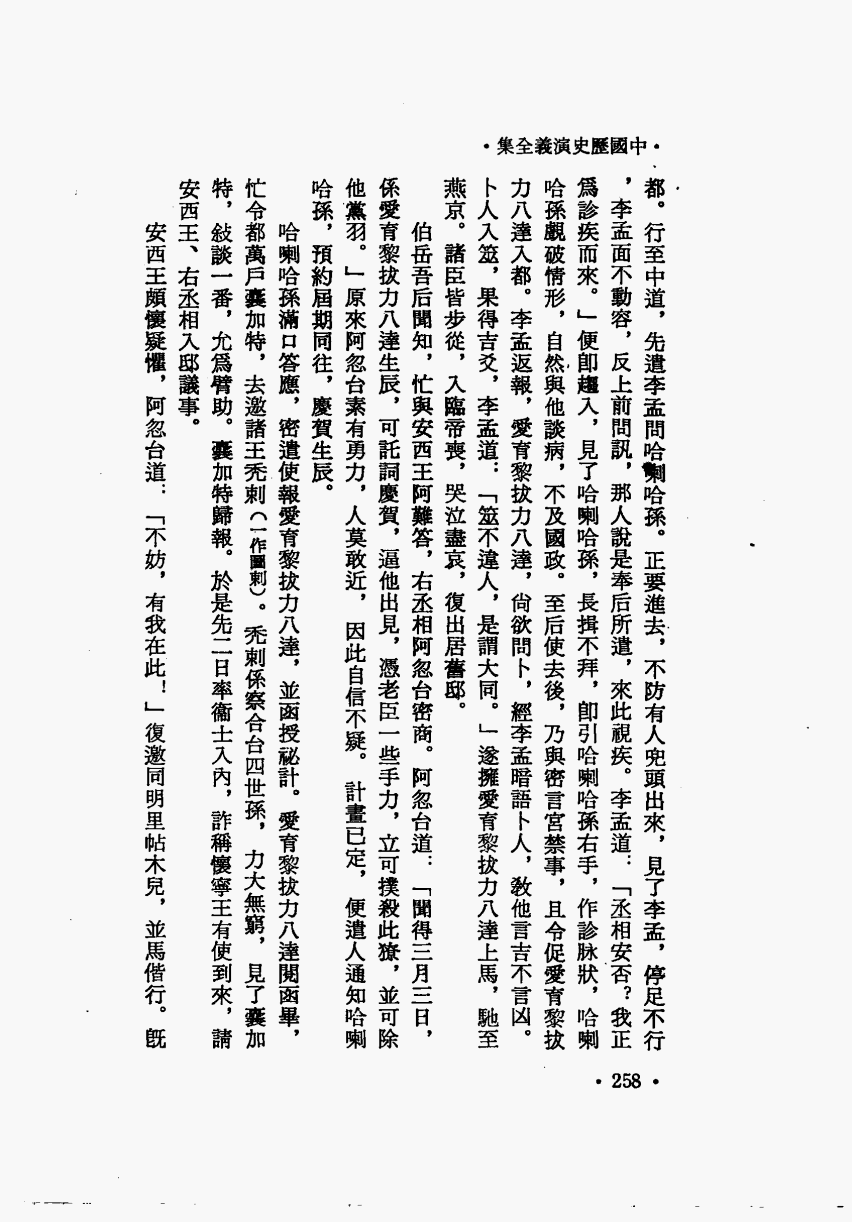 ·中國歷史演義全集·
都。行至中道，先遣李孟問哈喇哈孫。正要進去，不防有人兜頭出來，見了李孟，停足不行
，李孟面不動容，反上前問訊，那人說是奉后所遣，來此視疾。李孟道：「丞相安否？我正
爲診疾而來。」便卽趨入，見了哈喇哈孫，長揖不拜，卽引哈喇哈孫右手，作診脉狀，哈喇
哈孫覷破情形，自然與他談病，不及國政。至后使去後，乃與密言宮禁事，且令促愛育黎拔
力八達入都。李孟返報，愛育黎拔力八達，尙欲問卜，經李孟暗語卜人，敎他言吉不言凶。
卜人入筮，果得吉爻，李孟道：「筮不違人，是謂大同。」遂擁愛育黎拔力八達上馬，馳至
燕京。諸臣皆步從，入臨帝喪，哭泣盡哀，復出居舊邸。
伯岳吾后聞知，忙與安西王阿難答，右丞相阿忽台密商。阿忽台道：「聞得三月三日，
係愛育黎拔力八達生辰，可託詞慶賀，逼他出見，憑老臣一些手力，立可撲殺此獠，並可除
他黨羽。」原來阿忽台素有勇力，人莫敢近，因此自信不疑。計畫已定，便遣人通知哈喇
哈孫，預約屆期同往，慶賀生辰。
哈喇哈孫滿口答應，密遣使報愛育黎拔力八達，並函授祕計。愛育黎拔力八達閱函畢，
忙令都萬戶囊加特，去邀諸王禿剌（一作圖剌）。禿剌係察合台四世孫，力大無窮，見了囊加
特，敍談一番，允爲臂助。囊加特歸報。於是先二日率衞士入內，詐稱懷寧王有使到來，請
安西王、右丞相入邸議事。
安西王頗懷疑懼，阿忽台道：「不妨，有我在此！」復邀同明里帖木兒，並馬偕行。旣
·258·